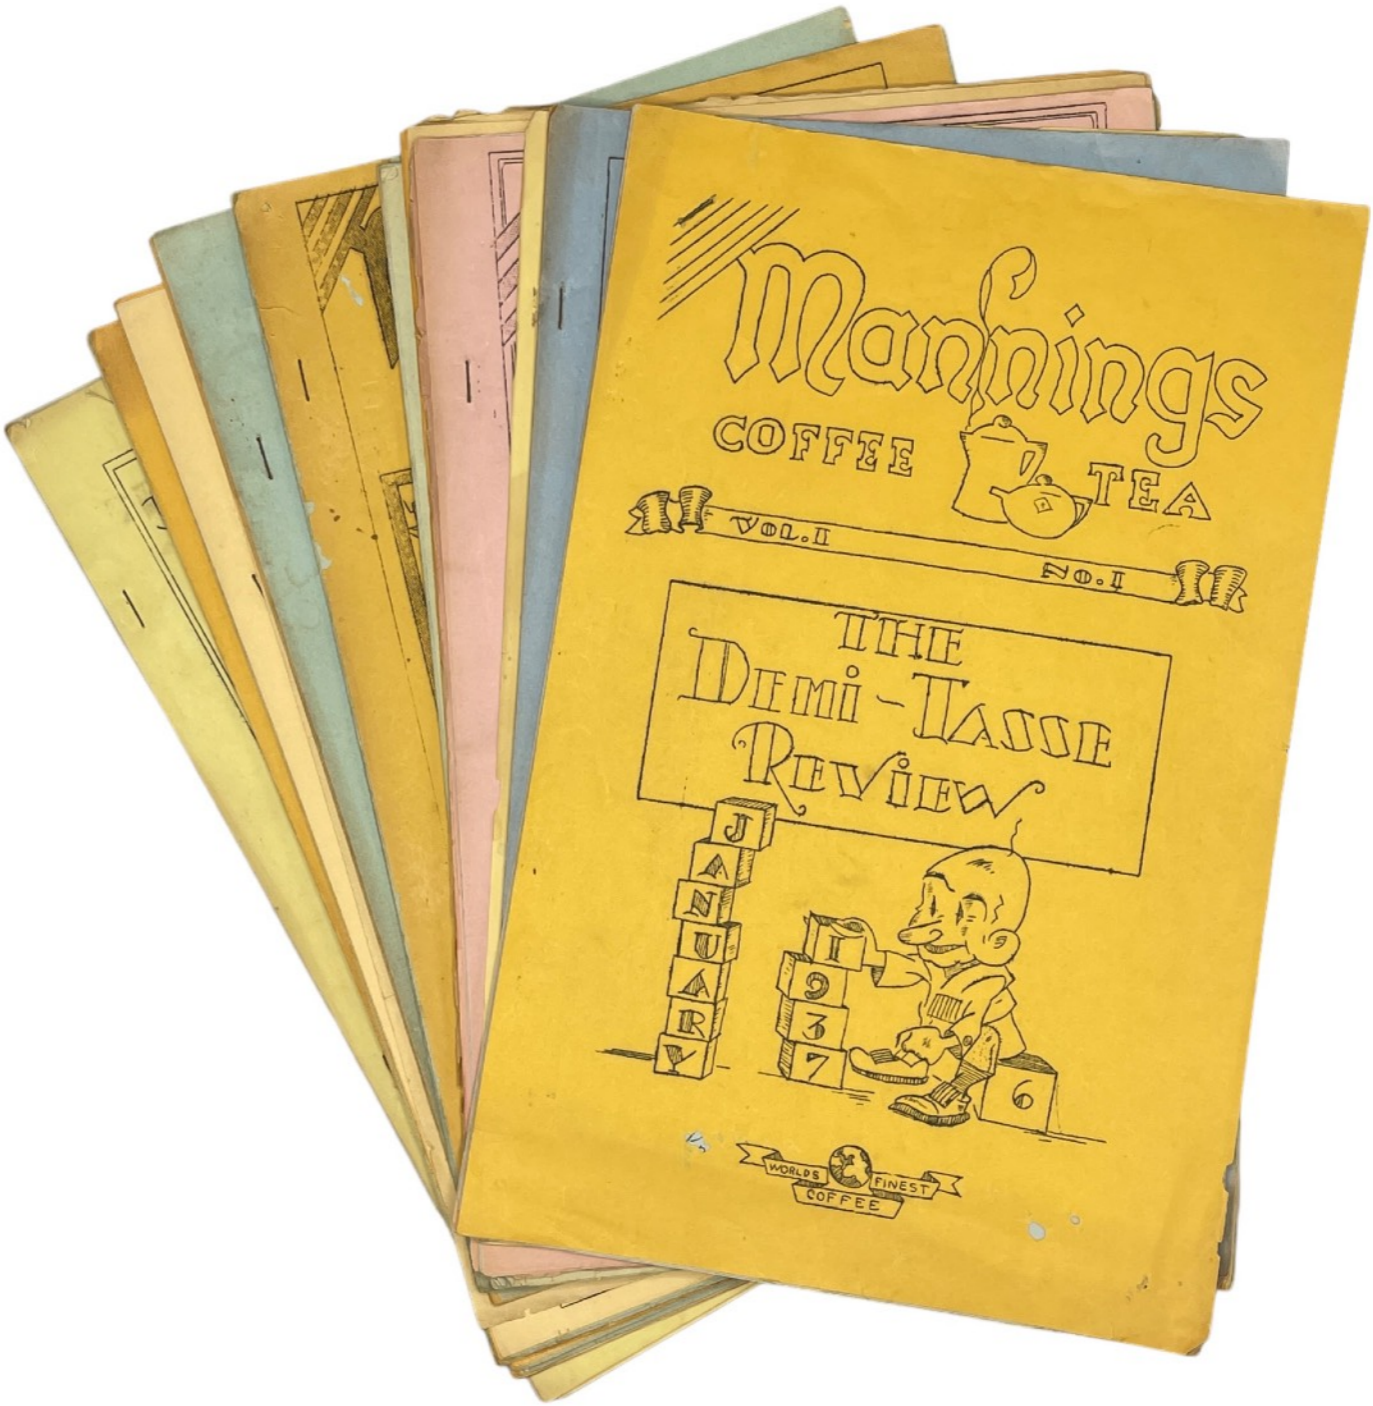 Mannings
COFFEE TEA
VOL.I NO.I
THE
DEMI-TASSE
REVIEW
JANUARY
1937
6
WORLDS FINEST
COFFEE